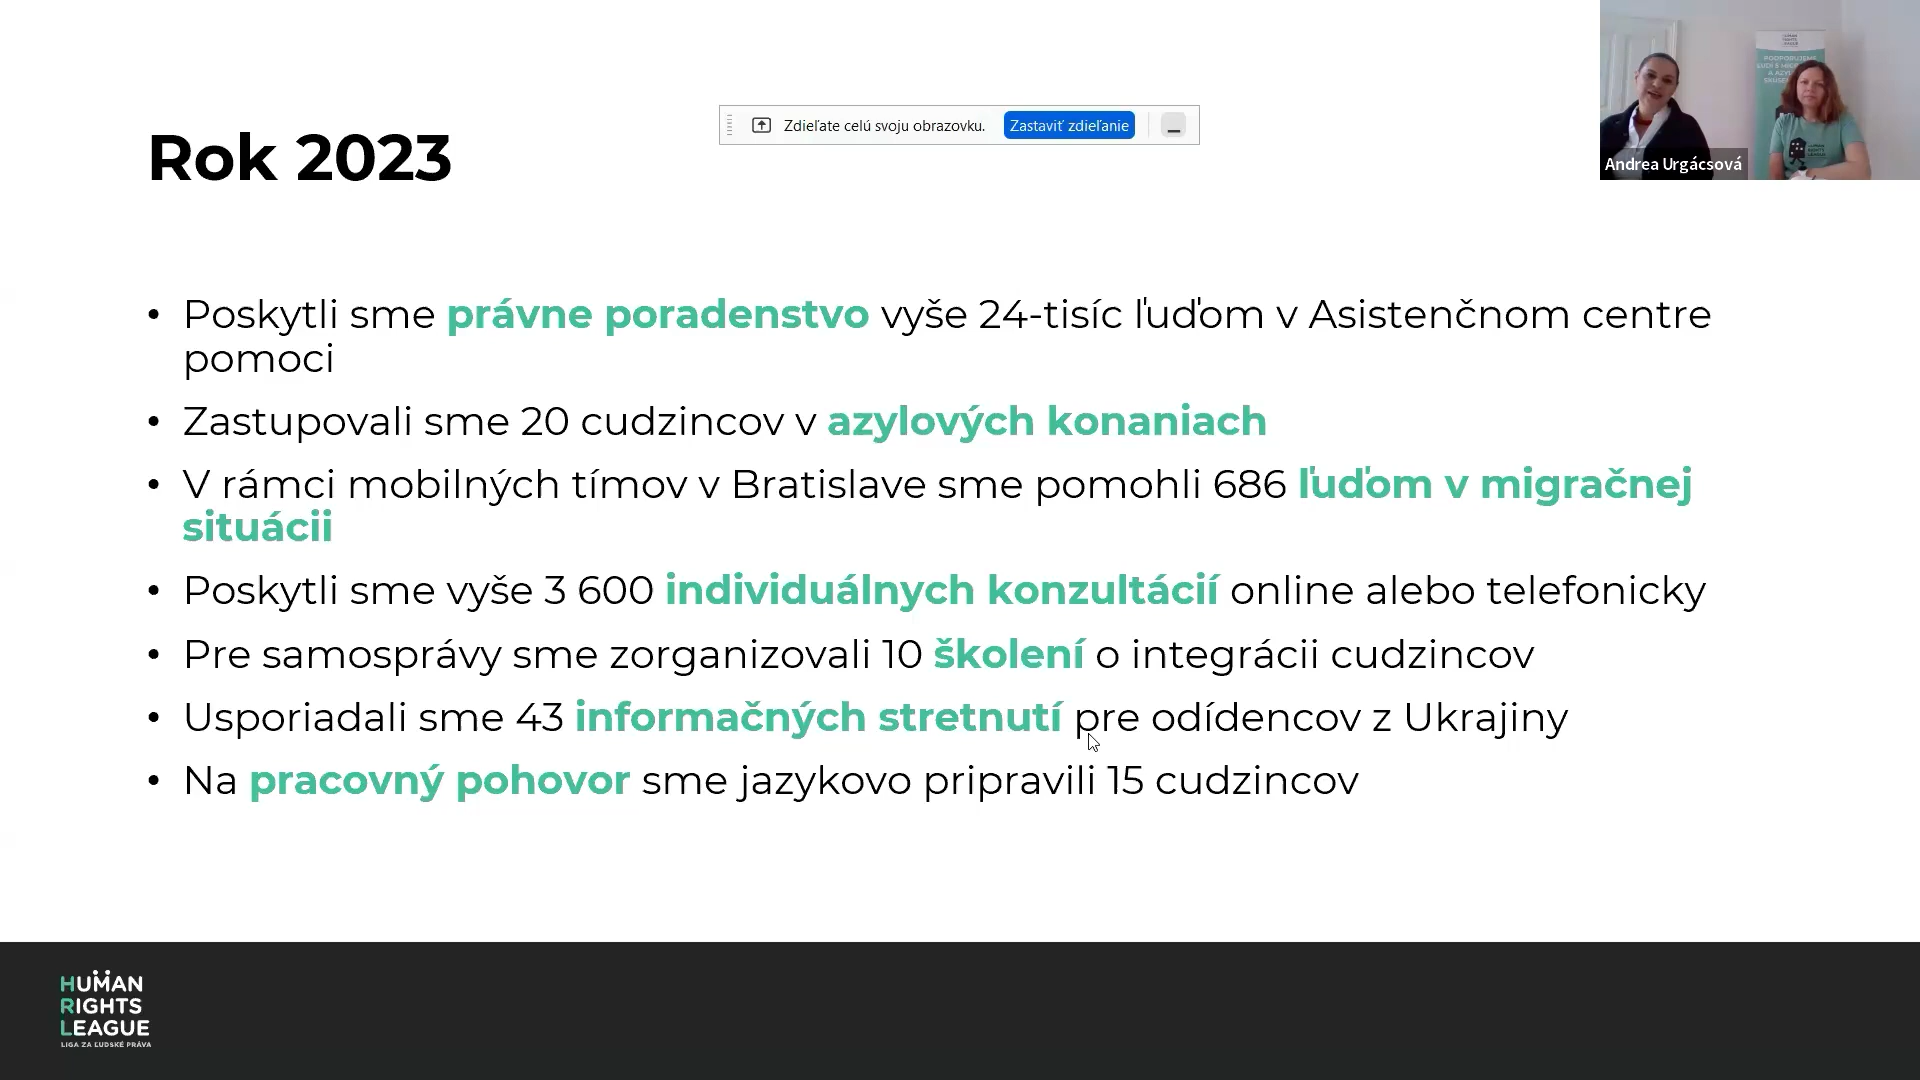 Rok 2023
Zdieľate celú svoju obrazovku. Zastaviť zdieľanie
HUMAN
RIGHTS
LEAGUE
PODPORUJEME
Andrea Urgácsová
Poskytli sme právne poradenstvo vyše 24-tisíc ľuďom v Asistenčnom centre
pomoci
Zastupovali sme 20 cudzincov v azylových konaniach
V rámci mobilných tímov v Bratislave sme pomohli 686 ľuďom v migračnej
situácii
Poskytli sme vyše 3 600 individuálnych konzultácií online alebo telefonicky
Pre samosprávy sme zorganizovali 10 školení o integrácii cudzincov
Usporiadali sme 43 informačných stretnutí pre odídencov z Ukrajiny
Na pracovný pohovor sme jazykovo pripravili 15 cudzincov
HUMAN
RIGHTS
LEAGUE
LIGA ZA ĽUDSKÉ PRÁVA